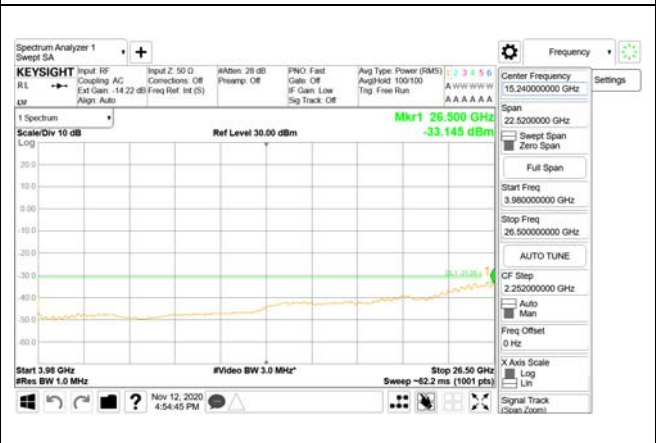 Spectrum Analyzer 1
Swept SA
+
Frequency
KEYSIGHT
Input: RF
Coupling: AC
Ext Gain: -14.22 dB
Align: Auto
Input Z: 50 Ω
Corrections: Off
Freq Ref: Int (S)
#Atten: 28 dB
Preamp: Off
PNO: Fast
Gate: Off
IF Gain: Low
Sig Track: Off
Avg Type: Power (RMS)
Avg|Hold: 100/100
Trig: Free Run
1 2 3 4 5 6
A W W W W W
A A A A A A
RL
Center Frequency
15.240000000 GHz
Settings
1 Spectrum
Mkr1 26.500 GHz
-33.145 dBm
Scale/Div 10 dB
Ref Level 30.00 dBm
Log
20.0
10.0
0.00
-10.0
-20.0
-30.0
-40.0
-50.0
-60.0
1
Span
22.5200000 GHz
Swept Span
Zero Span
Full Span
Start Freq
3.980000000 GHz
Stop Freq
26.500000000 GHz
AUTO TUNE
CF Step
2.252000000 GHz
Auto
Man
Freq Offset
0 Hz
X Axis Scale
Log
Lin
Signal Track
(Span Zoom)
Start 3.98 GHz
#Video BW 3.0 MHz*
Stop 26.50 GHz
#Res BW 1.0 MHz
Sweep ~62.2 ms (1001 pts)
?
Nov 12, 2020
4:54:45 PM